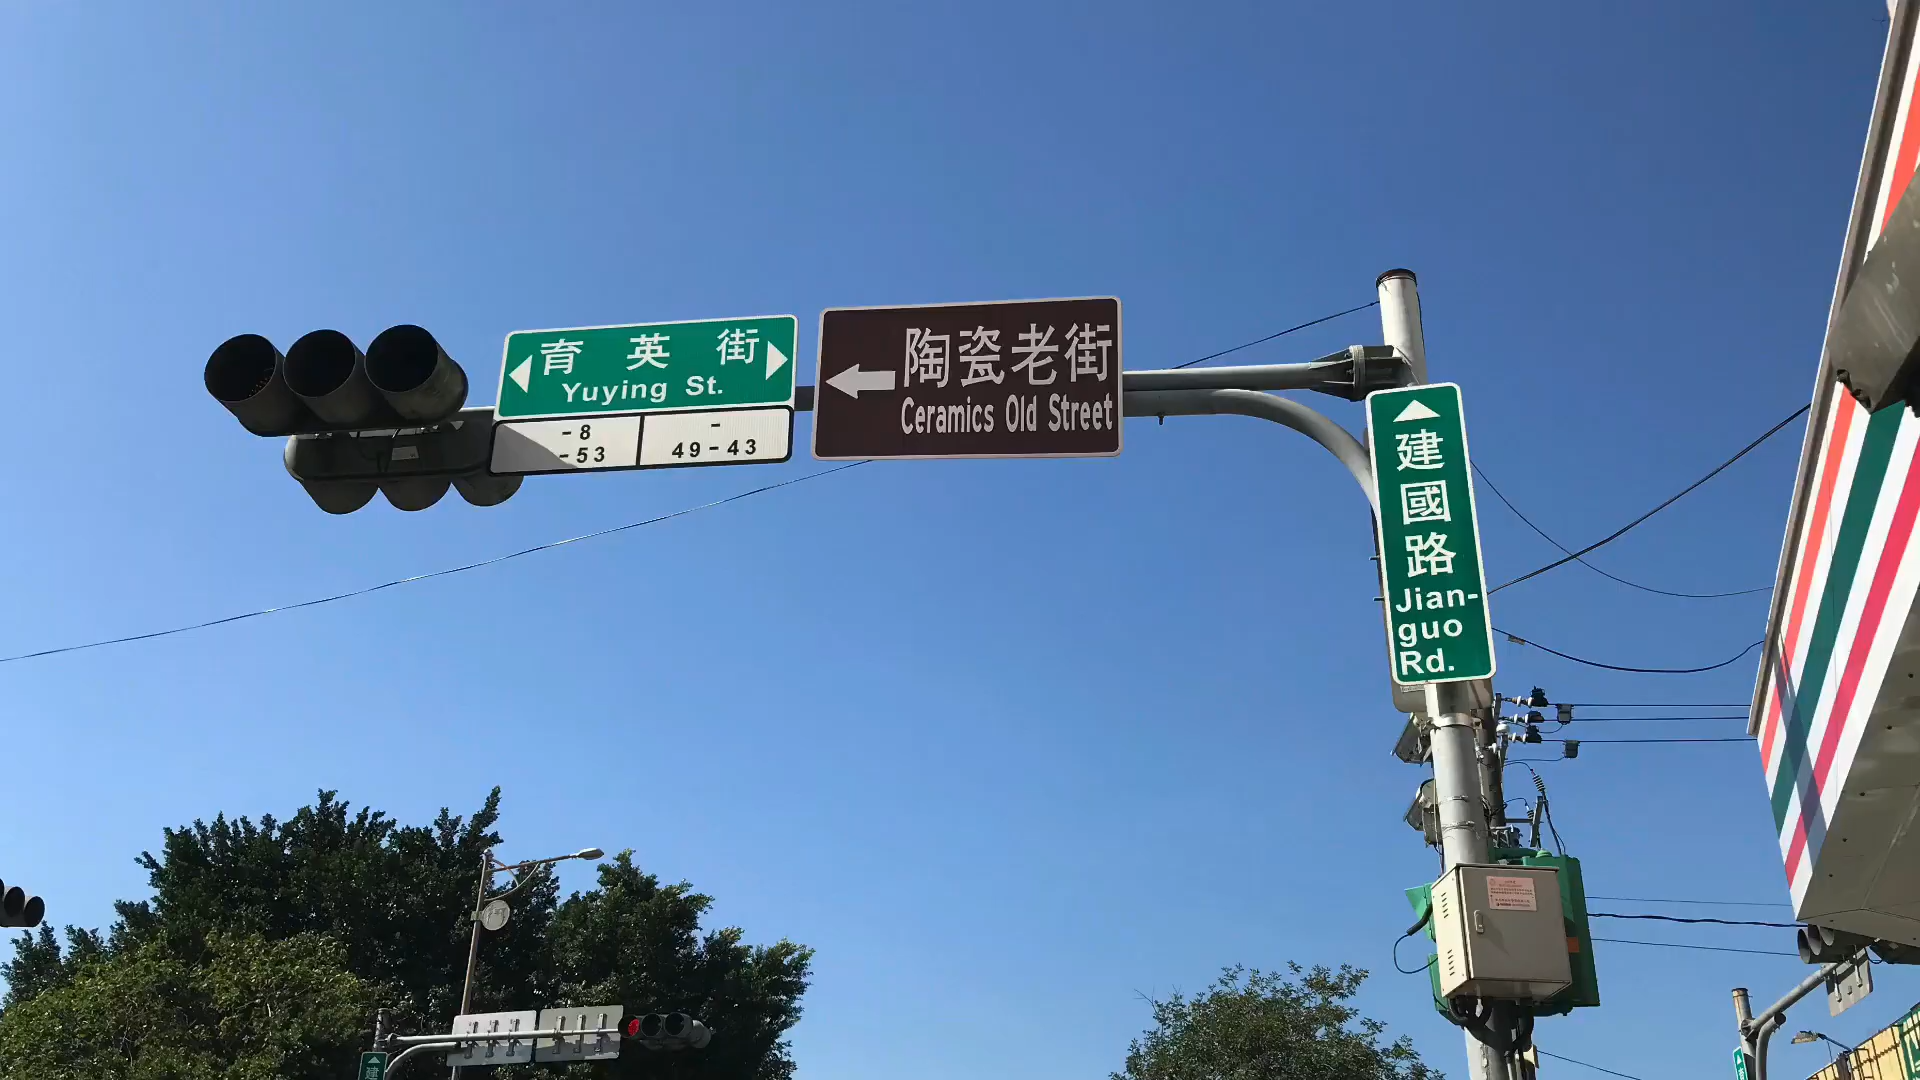 育英街
Yuying St.
-8
-53
-
49-43
陶瓷老街
Ceramics Old Street
建
國
路
Jian-
guo
Rd.
建